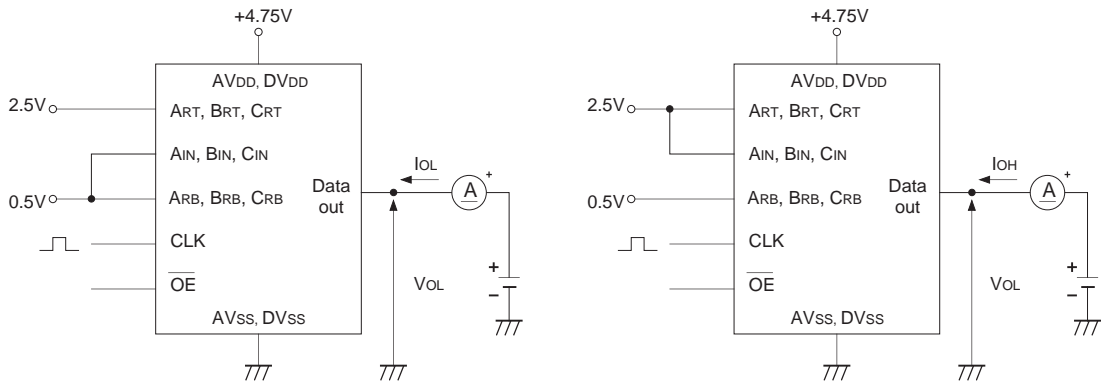 +4.75V
AVDD, DVDD
2.5V
ART, BRT, CRT
AIN, BIN, CIN
0.5V
ARB, BRB, CRB
Data
out
IOL
A
+
CLK
OE
VOL
+
−
AVSS, DVSS
+4.75V
AVDD, DVDD
2.5V
ART, BRT, CRT
AIN, BIN, CIN
0.5V
ARB, BRB, CRB
Data
out
IOH
A
+
CLK
OE
VOL
+
−
AVSS, DVSS